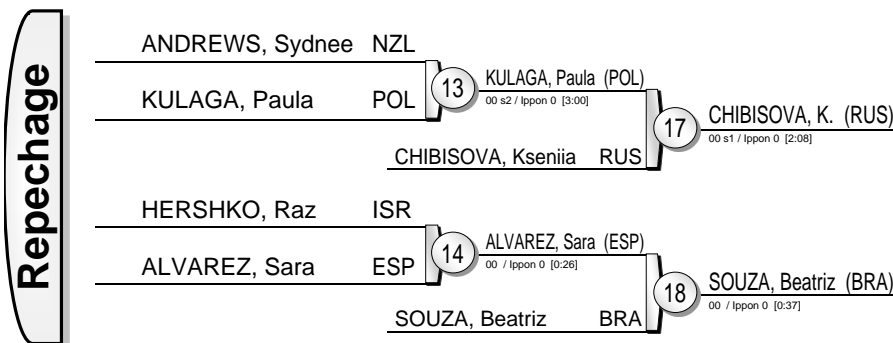 Repechage
ANDREWS, Sydnee NZL
KULAGA, Paula POL
13
KULAGA, Paula (POL)
00 s2 / Ippon 0 [3:00]
CHIBISOVA, Kseniia RUS
17
CHIBISOVA, K. (RUS)
00 s1 / Ippon 0 [2:08]
HERSHKO, Raz ISR
ALVAREZ, Sara ESP
14
ALVAREZ, Sara (ESP)
00 / Ippon 0 [0:26]
SOUZA, Beatriz BRA
18
SOUZA, Beatriz (BRA)
00 / Ippon 0 [0:37]